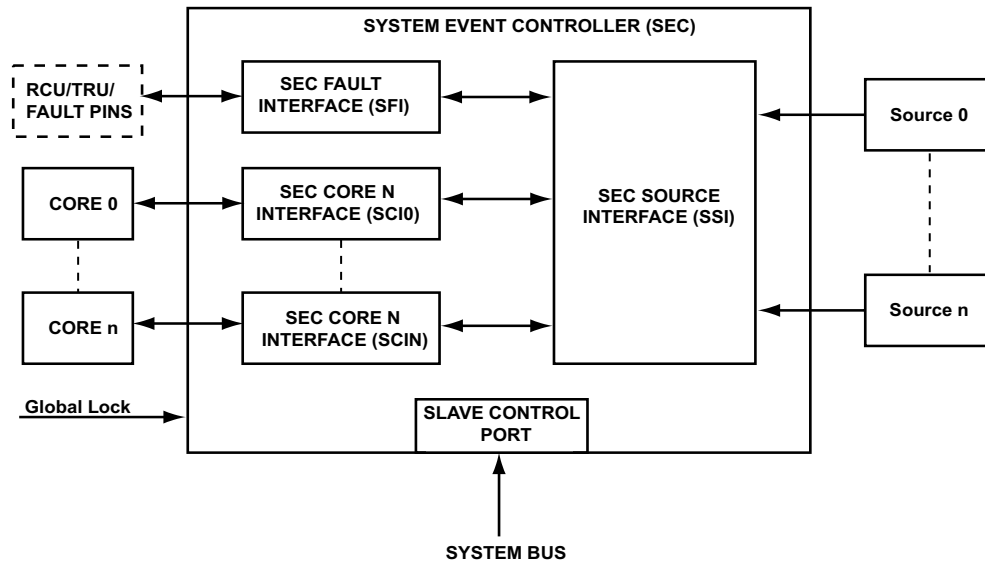 SYSTEM EVENT CONTROLLER (SEC)
RCU/TRU/
FAULT PINS
SEC FAULT
INTERFACE (SFI)
Source 0
CORE 0
SEC CORE N
INTERFACE (SCI0)
SEC SOURCE
INTERFACE (SSI)
CORE n
SEC CORE N
INTERFACE (SCIN)
Source n
Global Lock
SLAVE CONTROL
PORT
SYSTEM BUS